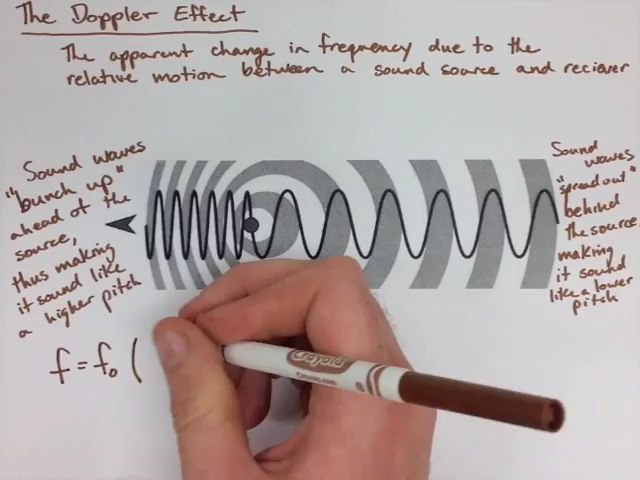 The Doppler Effect
The apparent change in frequency due to the
relative motion between a sound source and reciever
Sound waves
"bunch up"
ahead of the
source,
thus making
it sound like
a higher pitch
Sound
waves
"spread out"
behind
the source
making
it sound
like a lower
pitch
f = f₀ (
Crayola